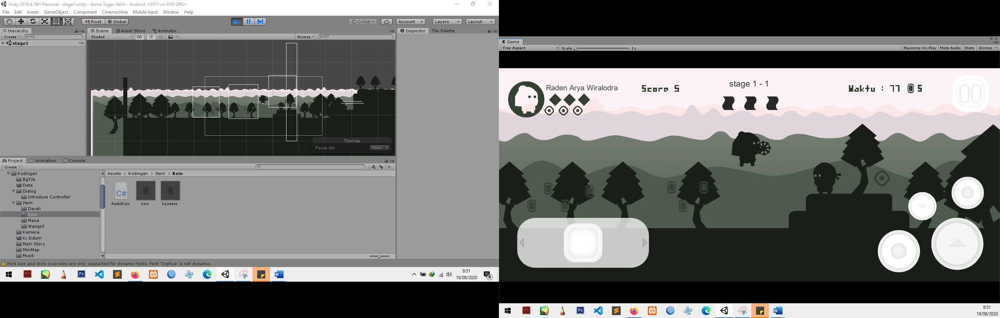 Unity 2018.4.18f1 Personal - stage1.unity - Game Tugas Akhir - Android <DX11 on DX9 GPU>
File Edit Assets GameObject Component Cinemachine Mobile Input Window Help
Pivot Global Collab Account Layers Layout
Hierarchy
Create All
stage1
Scene Asset Store Animator
Shaded 2D Gizmos All
Tilemap
Focus On None
Inspector Tile Palette
Project Animation Console
Create
Kodingan
BgTile
Data
Dialog
Introduce Controller
Item
Darah
Koin
Mana
Wangsit
Kamera
Ki Sidum
Main Story
MiniMap
Musik
Assets > Kodingan > Item > Koin
C#
AmbilKoin koin kointest
Font size and style overrides are only supported for dynamic fonts. Font 'Tripfive' is not dynamic.
Fl Ps S W
8:51
19/08/2020
4
Game
Free Aspect Scale 1x Maximize On Play Mute Audio Stats Gizmos
Raden Arya Wiralodra
Score 5
stage 1 - 1
Waktu : 77 5
Fl Ps S W
8:51
19/08/2020